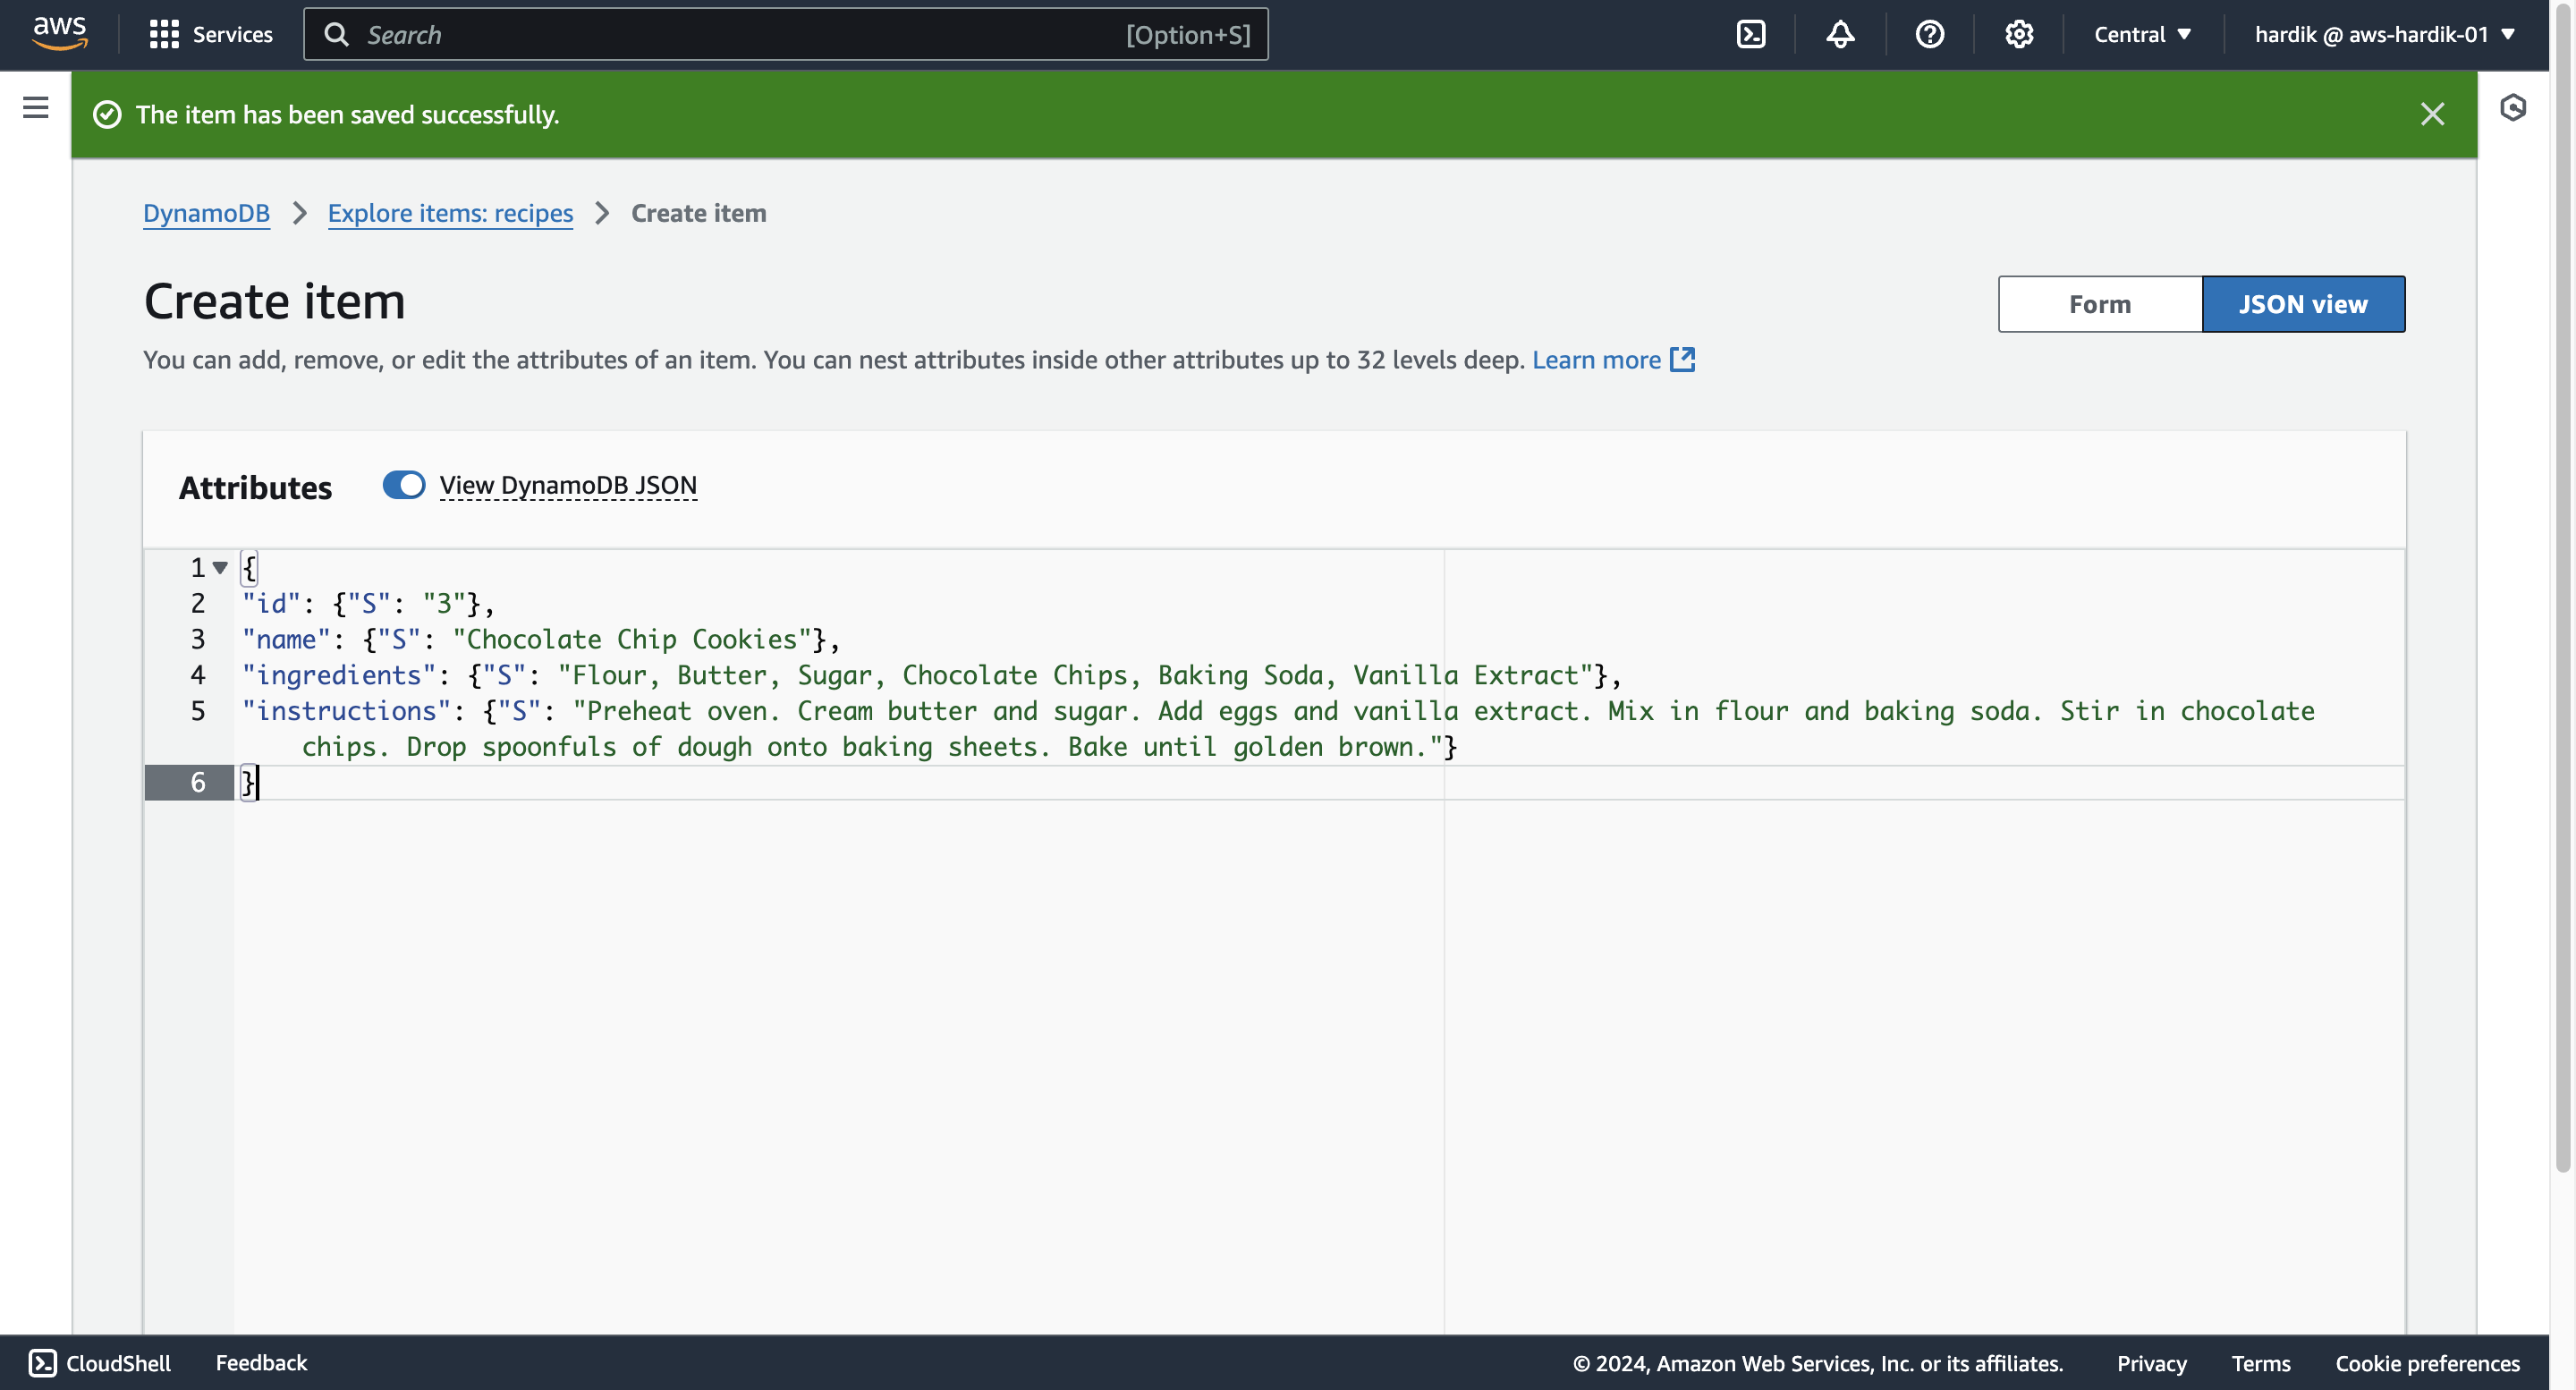 aws Services Search [Option+S] Central hardik @ aws-hardik-01
The item has been saved successfully.
DynamoDB Explore items: recipes Create item
Create item
Form JSON view
You can add, remove, or edit the attributes of an item. You can nest attributes inside other attributes up to 32 levels deep. Learn more
Attributes View DynamoDB JSON
1 {
2 "id": {"S": "3"},
3 "name": {"S": "Chocolate Chip Cookies"},
4 "ingredients": {"S": "Flour, Butter, Sugar, Chocolate Chips, Baking Soda, Vanilla Extract"},
5 "instructions": {"S": "Preheat oven. Cream butter and sugar. Add eggs and vanilla extract. Mix in flour and baking soda. Stir in chocolate
chips. Drop spoonfuls of dough onto baking sheets. Bake until golden brown."}
6 }
CloudShell Feedback © 2024, Amazon Web Services, Inc. or its affiliates. Privacy Terms Cookie preferences